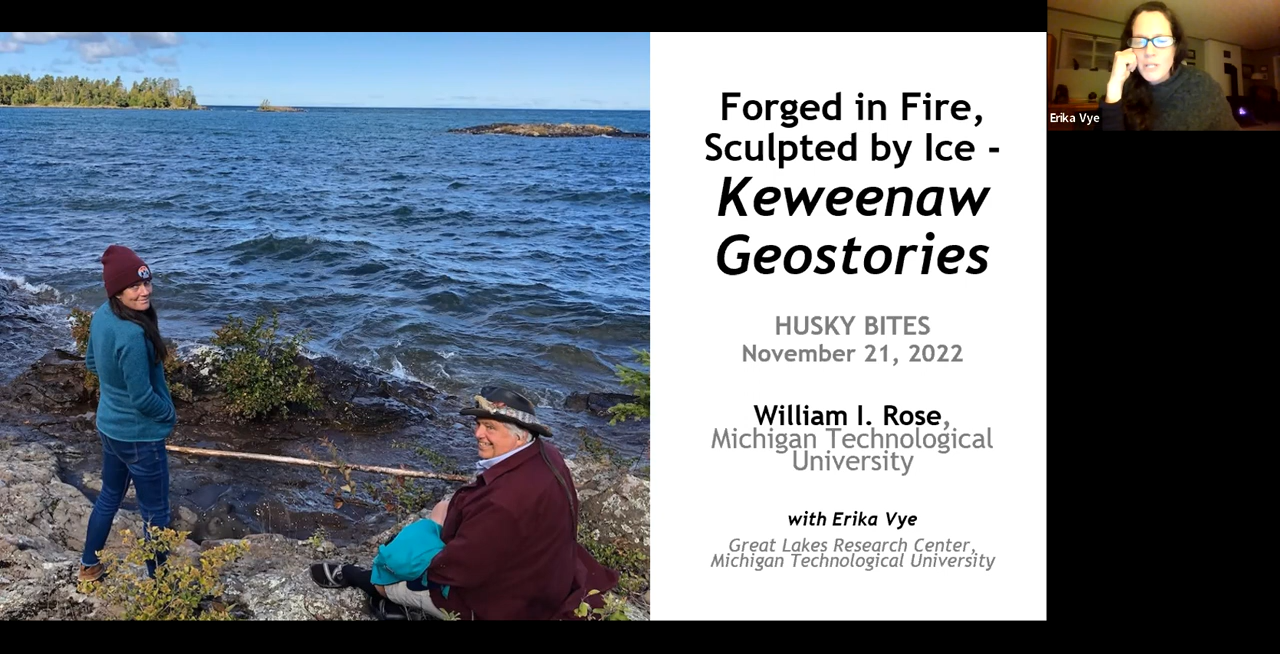 Forged in Fire,
Sculpted by Ice -
Keweenaw
Geostories
HUSKY BITES
November 21, 2022
William I. Rose,
Michigan Technological
University
with Erika Vye
Great Lakes Research Center,
Michigan Technological University
Erika Vye